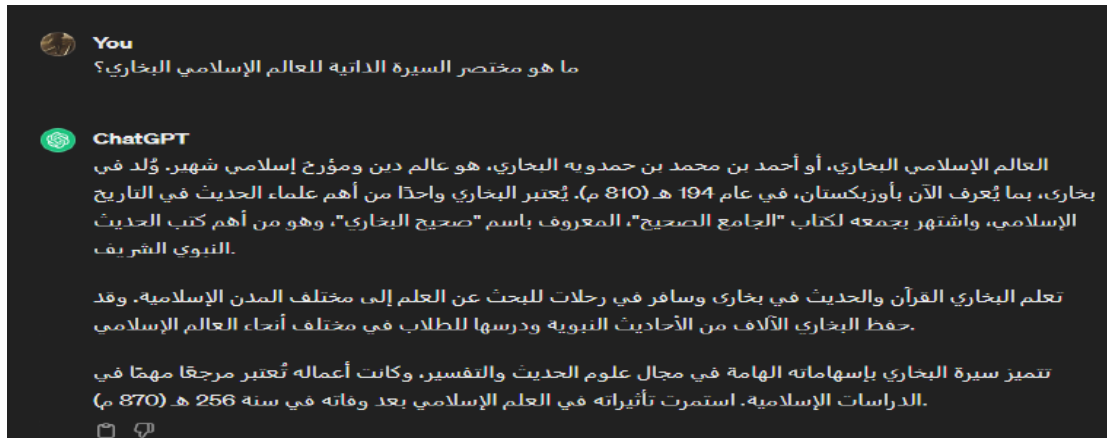 You
ما هو مختصر السيرة الذاتية للعالم الإسلامي البخاري؟
ChatGPT
العالم الإسلامي البخاري، أو أحمد بن محمد بن حمدويه البخاري، هو عالم دين ومؤرخ إسلامي شهير. وُلد في
بخارى، بما يُعرف الآن بأوزبكستان، في عام 194 هـ (810 م). يُعتبر البخاري واحدًا من أهم علماء الحديث في التاريخ
الإسلامي، واشتهر بجمعه لكتاب "الجامع الصحيح"، المعروف باسم "صحيح البخاري"، وهو من أهم كتب الحديث
النبوي الشريف.
تعلم البخاري القرآن والحديث في بخارى وسافر في رحلات للبحث عن العلم إلى مختلف المدن الإسلامية. وقد
حفظ البخاري الآلاف من الأحاديث النبوية ودرسها للطلاب في مختلف أنحاء العالم الإسلامي.
تتميز سيرة البخاري بإسهاماته الهامة في مجال علوم الحديث والتفسير، وكانت أعماله تُعتبر مرجعًا مهمًا في
الدراسات الإسلامية. استمرت تأثيراته في العلم الإسلامي بعد وفاته في سنة 256 هـ (870 م).